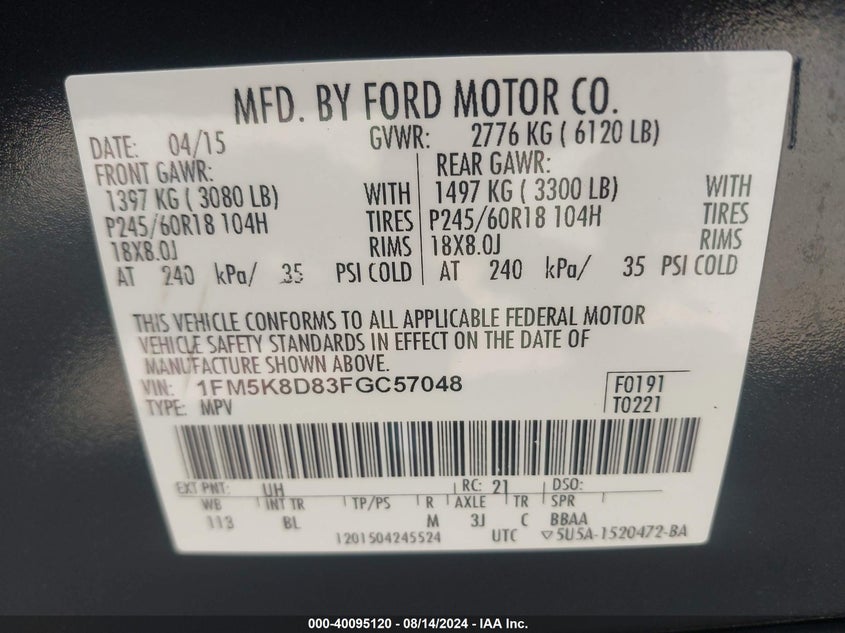 MFD. BY FORD MOTOR CO.
DATE: 04/15 GVWR: 2776 KG ( 6120 LB)
FRONT GAWR: REAR GAWR:
1397 KG ( 3080 LB) WITH 1497 KG ( 3300 LB) WITH
P245/60R18 104H TIRES P245/60R18 104H TIRES
18X8.0J RIMS 18X8.0J RIMS
AT 240 kPa/ 35 PSI COLD AT 240 kPa/ 35 PSI COLD
THIS VEHICLE CONFORMS TO ALL APPLICABLE FEDERAL MOTOR
VEHICLE SAFETY STANDARDS IN EFFECT ON THE DATE OF
MANUFACTURE SHOWN ABOVE.
VIN: 1FM5K8D83FGC57048 F0191
TYPE: MPV T0221
EXT PNT: UH RC: 21 DSO:
WB INT TR TP/PS R AXLE TR SPR
113 BL M 3J C BBAA
1201504245524 UTC ▽5U5A-1520472-BA
000-40095120 - 08/14/2024 - IAA Inc.